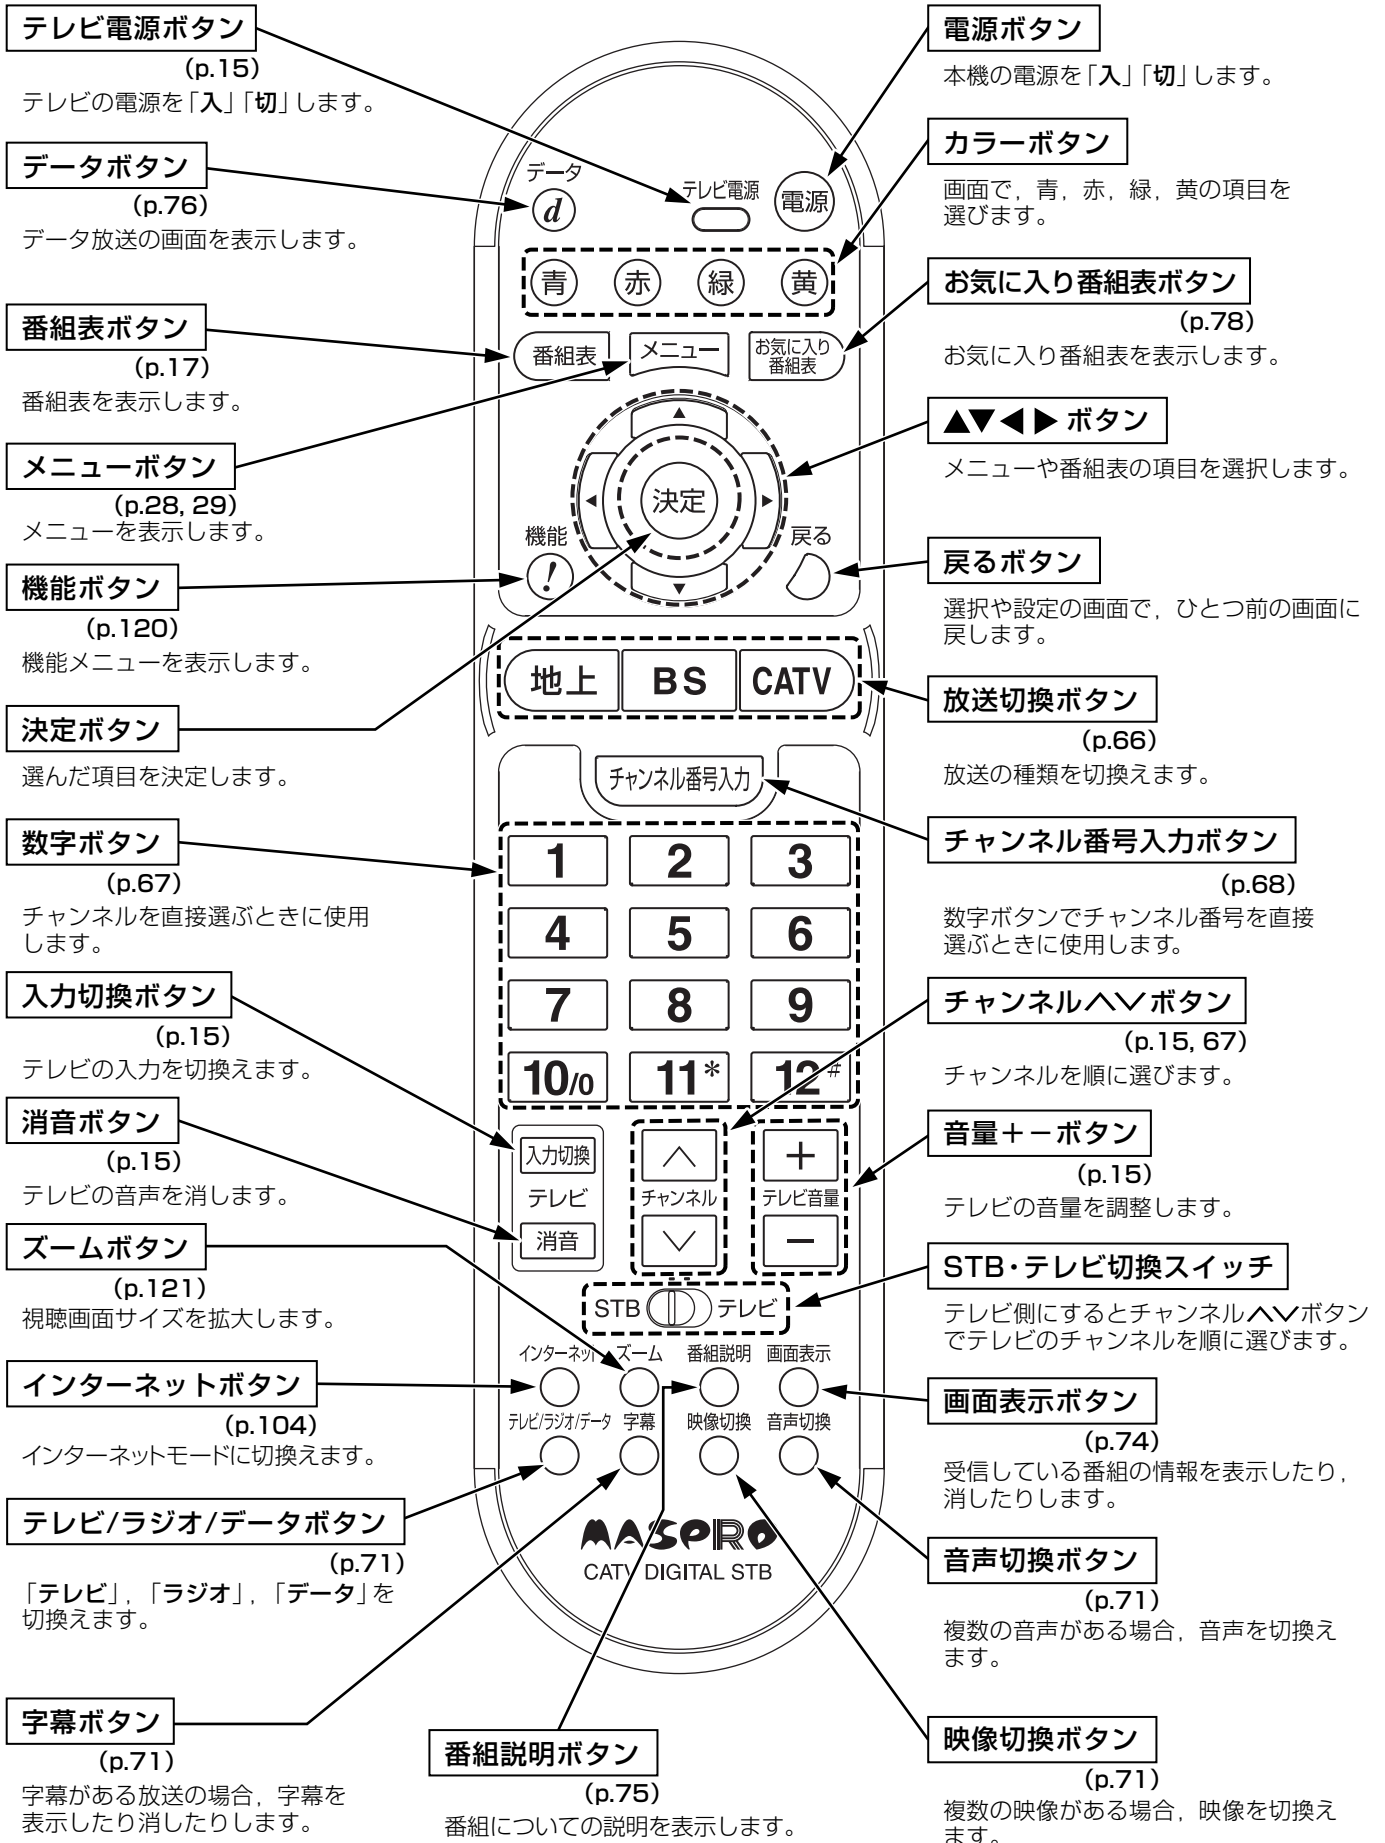 テレビ電源ボタン
(p.15)
テレビの電源を「入」「切」します。
データボタン
(p.76)
データ放送の画面を表示します。
番組表ボタン
(p.17)
番組表を表示します。
メニューボタン
(p.28, 29)
メニューを表示します。
機能ボタン
(p.120)
機能メニューを表示します。
決定ボタン
選んだ項目を決定します。
数字ボタン
(p.67)
チャンネルを直接選ぶときに使用
します。
入力切換ボタン
(p.15)
テレビの入力を切換えます。
消音ボタン
(p.15)
テレビの音声を消します。
ズームボタン
(p.121)
視聴画面サイズを拡大します。
インターネットボタン
(p.104)
インターネットモードに切換えます。
テレビ/ラジオ/データボタン
(p.71)
「テレビ」,「ラジオ」,「データ」を
切換えます。
字幕ボタン
(p.71)
字幕がある放送の場合, 字幕を
表示したり消したりします。
データ
d
テレビ電源
電源
青 赤 緑 黄
番組表 メニュー お気に入り
番組表
▲
◀ 決定 ▶
▼
機能 戻る
!
地上 BS CATV
チャンネル番号入力
1 2 3
4 5 6
7 8 9
10/0 11* 12#
入力切換 ヘ ＋
テレビ チャンネル テレビ音量
消音 ∨ －
STB テレビ
インターネット ズーム 番組説明 画面表示
テレビ/ラジオ/データ 字幕 映像切換 音声切換
MASPRO
CATV DIGITAL STB
番組説明ボタン
(p.75)
番組についての説明を表示します。
電源ボタン
本機の電源を「入」「切」します。
カラーボタン
画面で, 青, 赤, 緑, 黄の項目を
選びます。
お気に入り番組表ボタン
(p.78)
お気に入り番組表を表示します。
▲▼◀▶ボタン
メニューや番組表の項目を選択します。
戻るボタン
選択や設定の画面で, ひとつ前の画面に
戻します。
放送切換ボタン
(p.66)
放送の種類を切換えます。
チャンネル番号入力ボタン
(p.68)
数字ボタンでチャンネル番号を直接
選ぶときに使用します。
チャンネル∧∨ボタン
(p.15, 67)
チャンネルを順に選びます。
音量＋－ボタン
(p.15)
テレビの音量を調整します。
STB・テレビ切換スイッチ
テレビ側にするとチャンネル∧∨ボタン
でテレビのチャンネルを順に選びます。
画面表示ボタン
(p.74)
受信している番組の情報を表示したり,
消したりします。
音声切換ボタン
(p.71)
複数の音声がある場合, 音声を切換え
ます。
映像切換ボタン
(p.71)
複数の映像がある場合, 映像を切換え
ます。